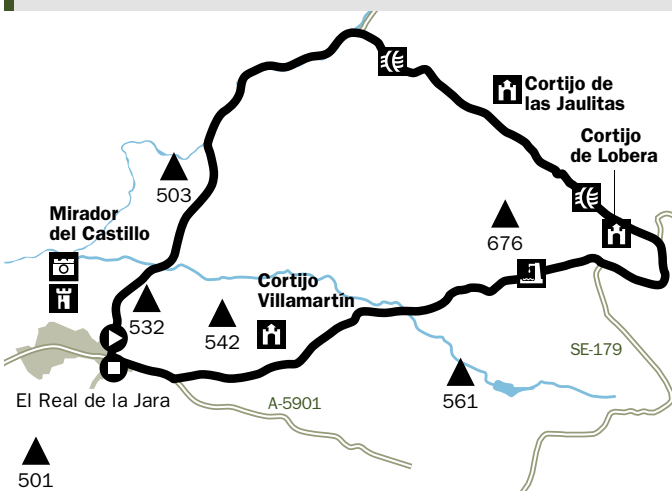 Cortijo de
las Jaulitas
Cortijo
de Lobera
503
Mirador
del Castillo
676
Cortijo
Villamartín
532
542
SE-179
561
El Real de la Jara
A-5901
501